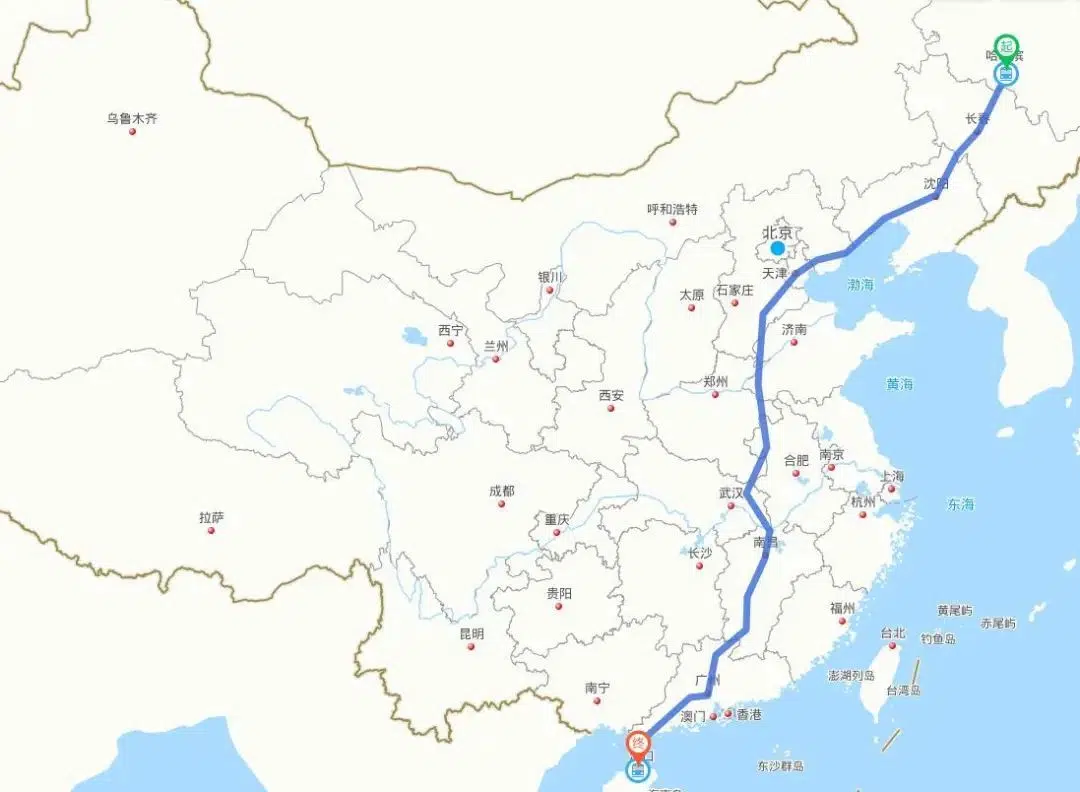 起
哈 滨
长春
乌鲁木齐
沈阳
呼和浩特
北京
天津
银川
渤海
太原
石家庄
济南
西宁
兰州
郑州
黄海
西安
合肥
南京
上海
成都
武汉
杭州
东海
拉萨
重庆
南昌
长沙
贵阳
福州
黄尾屿
赤尾屿
昆明
台北
钓鱼岛
澎湖列岛
广州
南宁
台湾岛
澳门
香港
终
口
东沙群岛